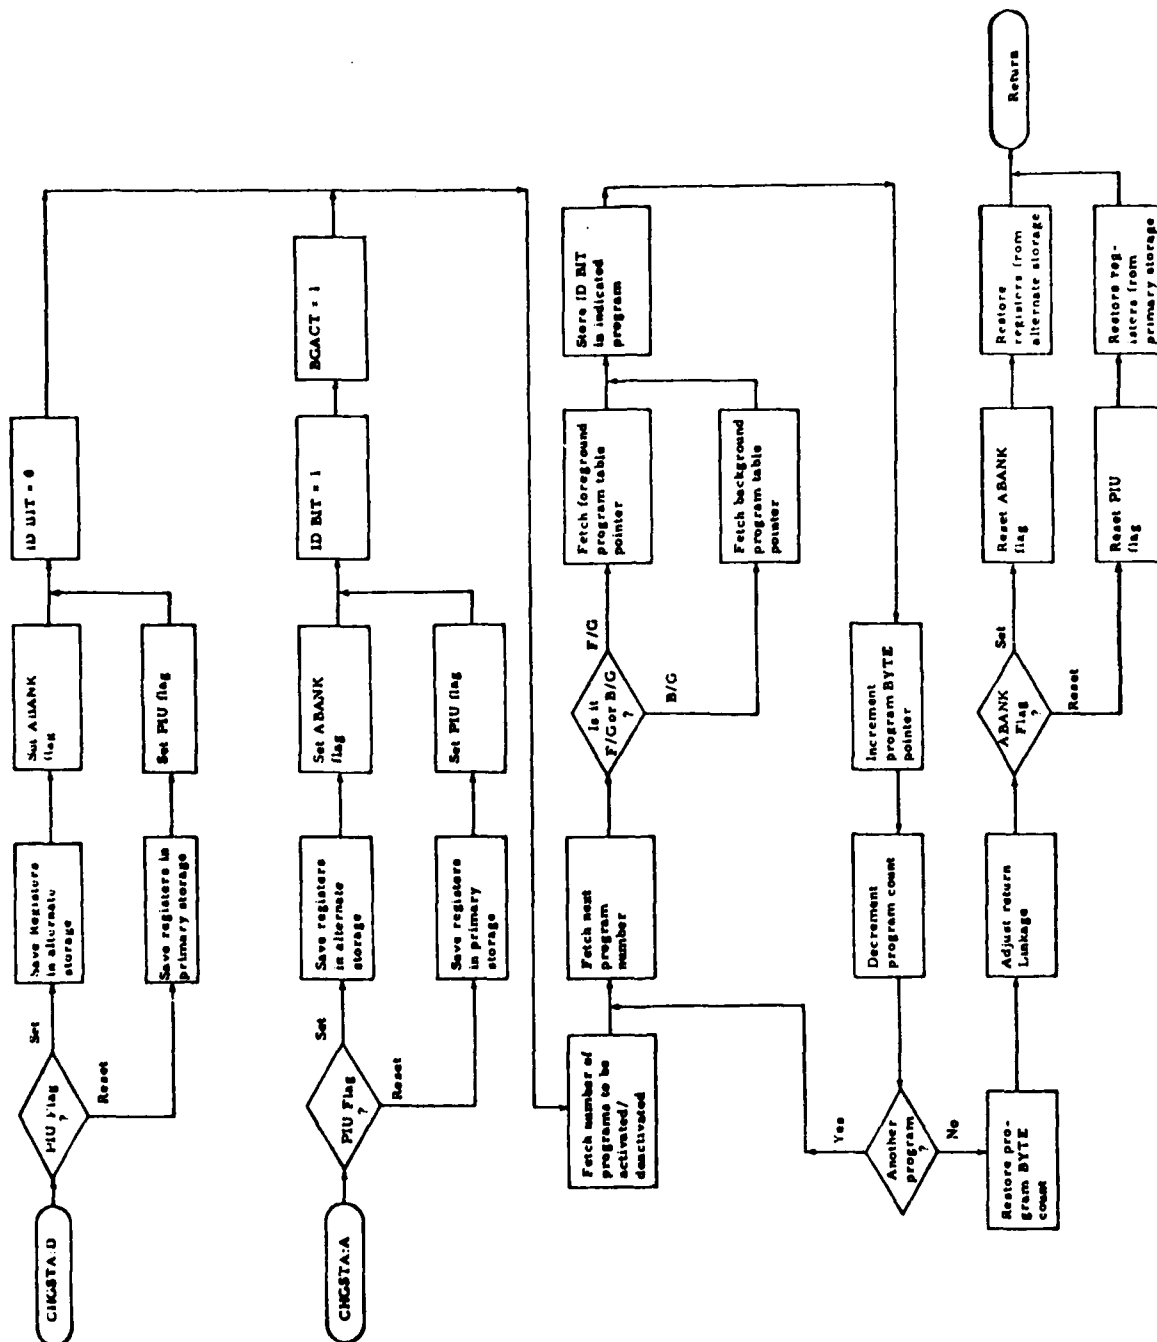 CHGSTA:D
PIU Flag
?
Set
Reset
Save Registers
in alternate
storage
Save registers in
primary storage
Set ABANK
flag
Set PIU flag
ID BIT = 0
CHGSTA:A
PIU Flag
?
Set
Reset
Save registers
in alternate
storage
Save registers
in primary
storage
Set ABANK
flag
Set PIU flag
ID BIT = 1
BGACT = 1
Fetch number of
programs to be
activated/
deactivated
Fetch next
program
number
Is it
F/G or B/G
?
F/G
B/G
Fetch foreground
program table
pointer
Fetch background
program table
pointer
Store ID BIT
in indicated
program
Increment
program BYTE
pointer
Decrement
program count
Another
program
?
Yes
No
Restore pro-
gram BYTE
count
Adjust return
Linkage
ABANK
Flag
?
Set
Reset
Reset ABANK
flag
Reset PIU
flag
Restore
registers from
alternate storage
Restore reg-
isters from
primary storage
Return